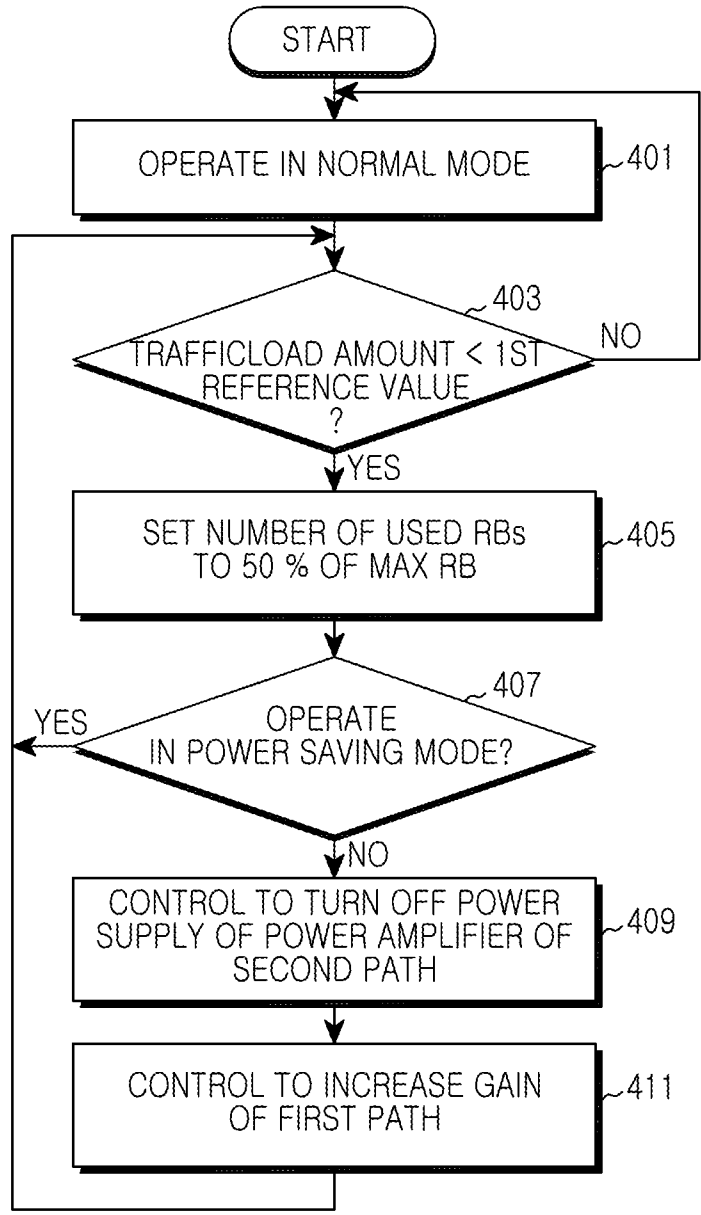 START
OPERATE IN NORMAL MODE
401
403
TRAFFICLOAD AMOUNT < 1ST
REFERENCE VALUE
?
NO
YES
SET NUMBER OF USED RBs
TO 50 % OF MAX RB
405
407
YES
OPERATE
IN POWER SAVING MODE?
NO
CONTROL TO TURN OFF POWER
SUPPLY OF POWER AMPLIFIER OF
SECOND PATH
409
CONTROL TO INCREASE GAIN
OF FIRST PATH
411